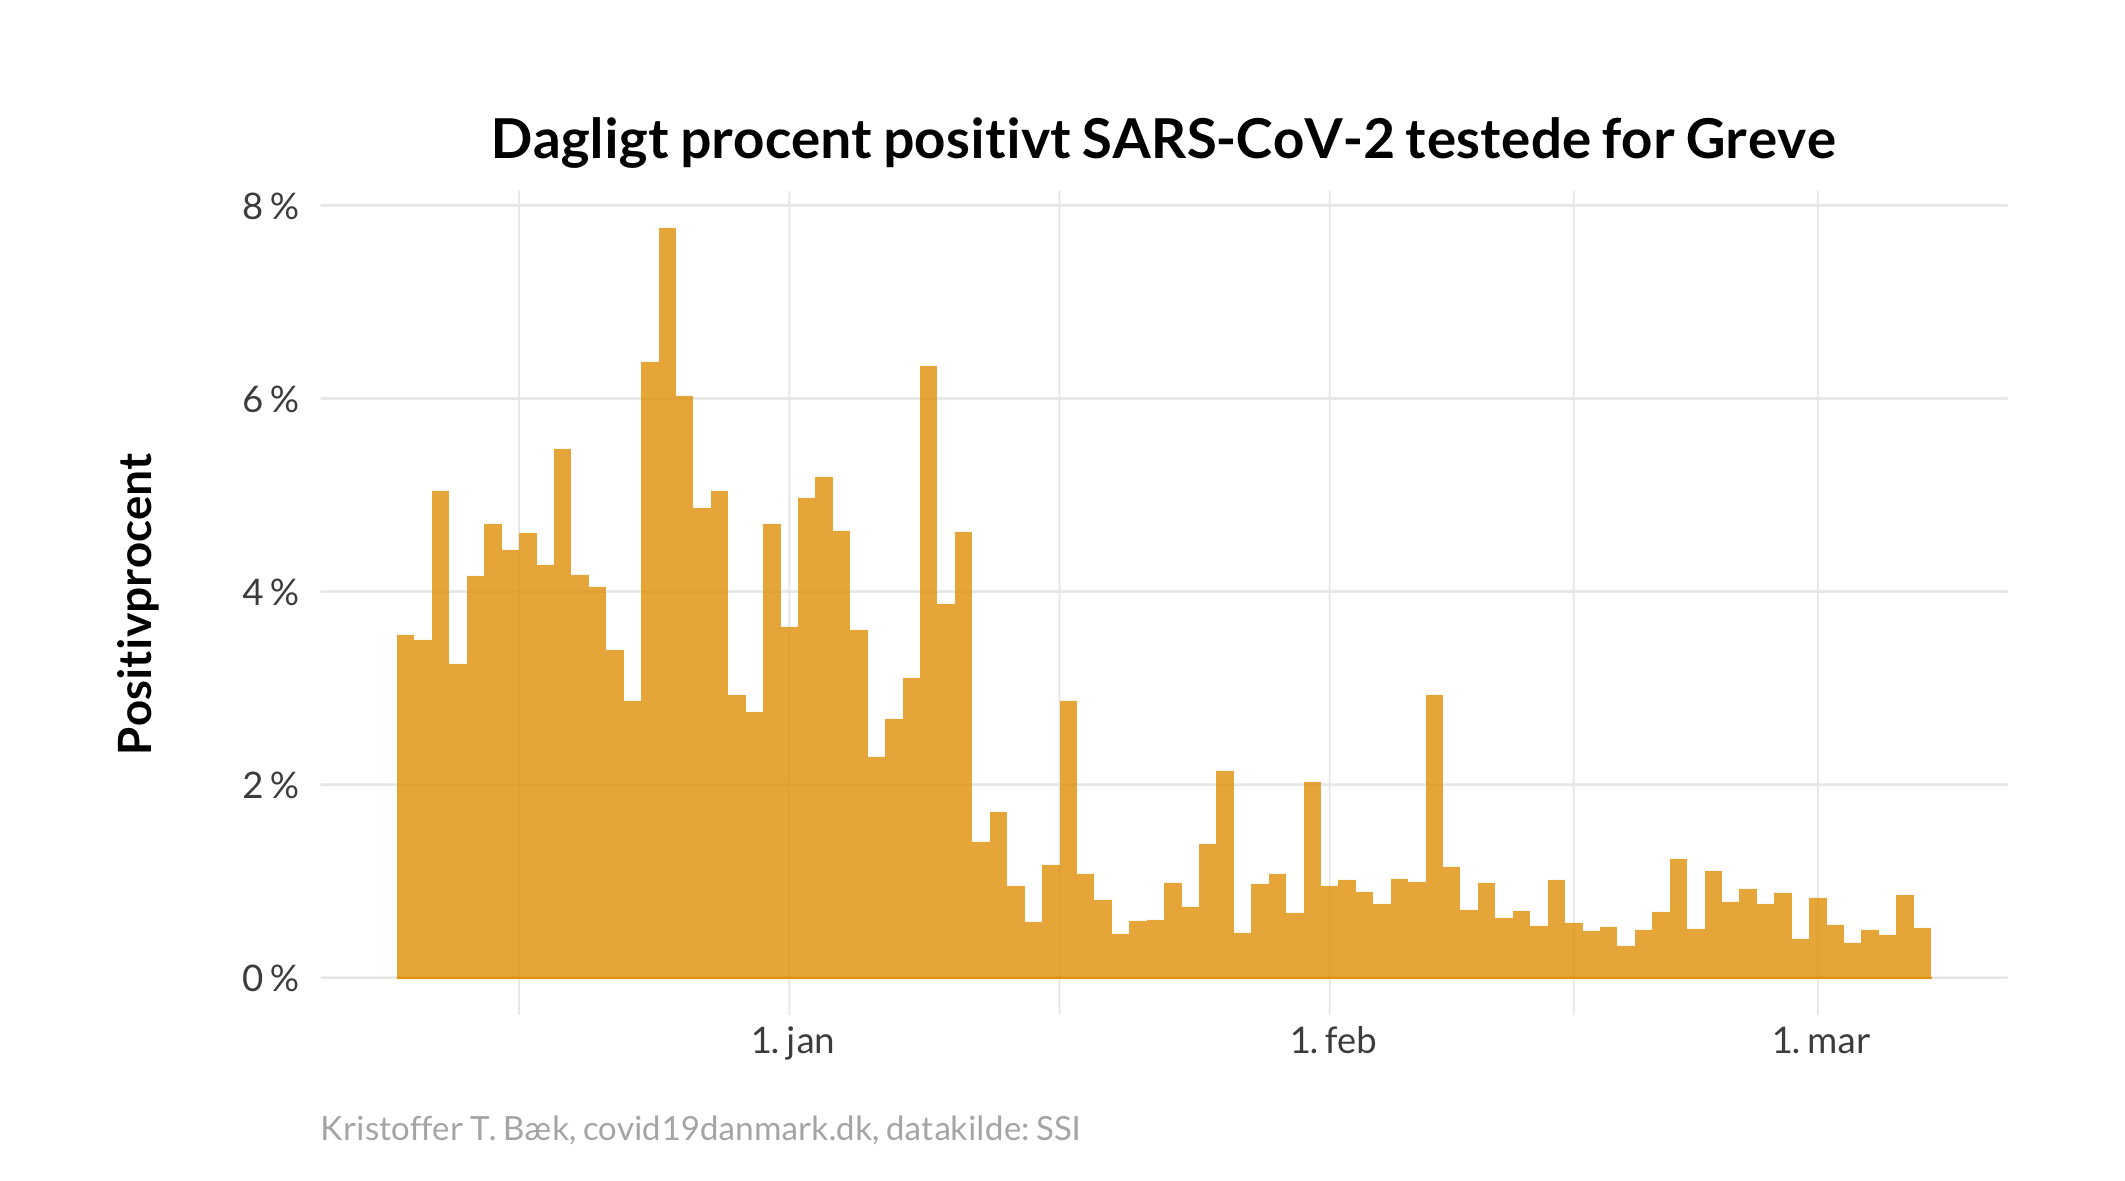 Dagligt procent positivt SARS-CoV-2 testede for Greve
Positivprocent
8 %
6 %
4 %
2 %
0 %
1. jan
1. feb
1. mar
Kristoffer T. Bæk, covid19danmark.dk, datakilde: SSI